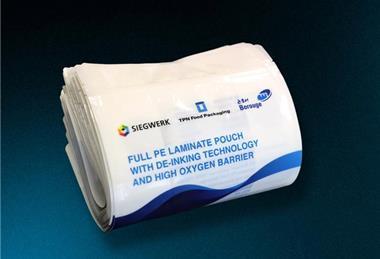 SIEGWERK
TPN Food Packaging
Borouge
FULL PE LAMINATE POUCH
WITH DE-INKING TECHNOLOGY
AND HIGH OXYGEN BARRIER